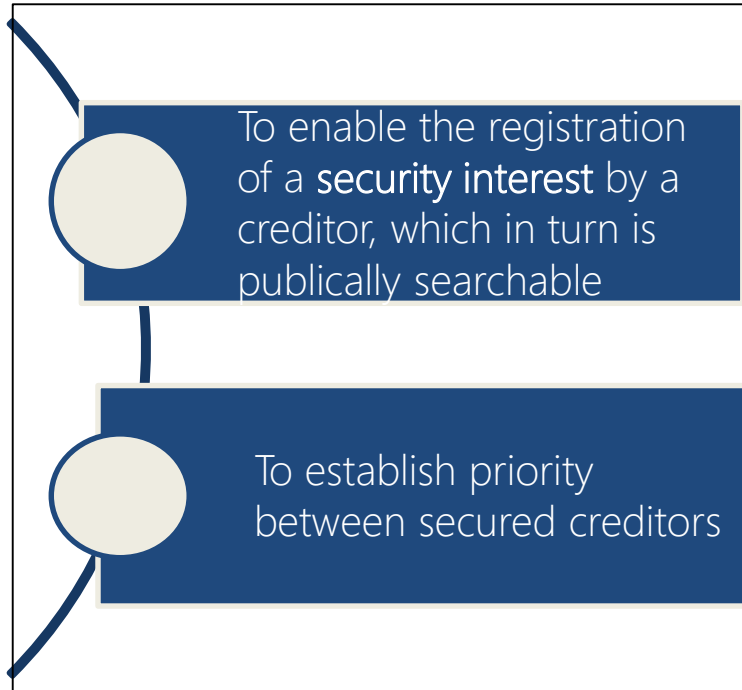 To enable the registration
of a security interest by a
creditor, which in turn is
publically searchable
To establish priority
between secured creditors